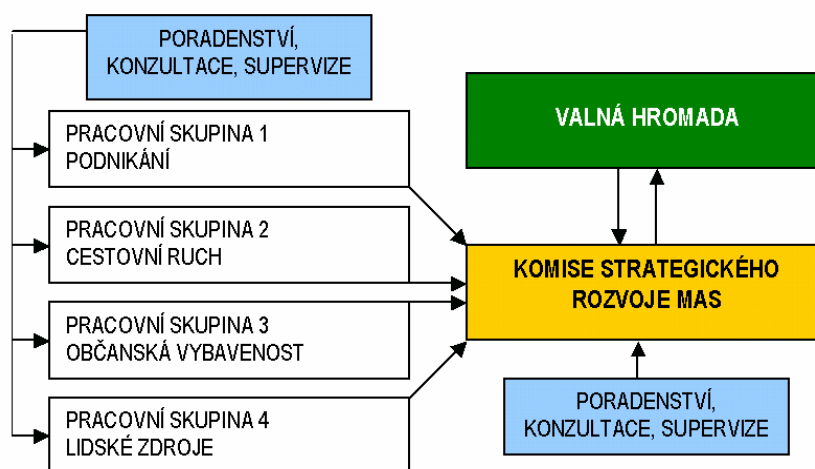 PORADENSTVÍ,
KONZULTACE, SUPERVIZE
PRACOVNÍ SKUPINA 1
PODNIKÁNÍ
PRACOVNÍ SKUPINA 2
CESTOVNÍ RUCH
PRACOVNÍ SKUPINA 3
OBČANSKÁ VYBAVENOST
PRACOVNÍ SKUPINA 4
LIDSKÉ ZDROJE
VALNÁ HROMADA
KOMISE STRATEGICKÉHO
ROZVOJE MAS
PORADENSTVÍ,
KONZULTACE, SUPERVIZE